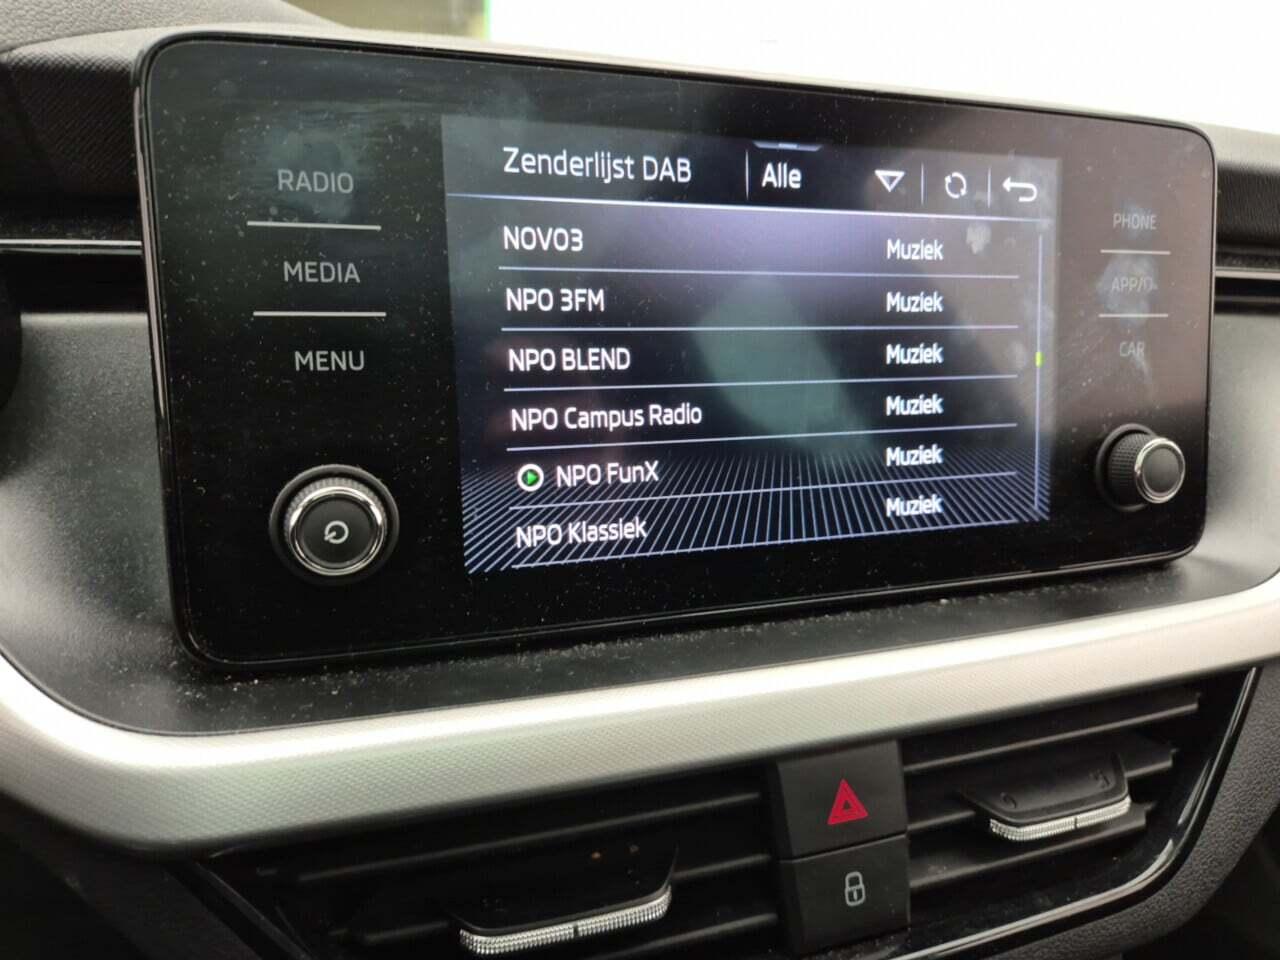 RADIO
MEDIA
MENU
Zenderlijst DAB Alle
NOVO3 Muziek
NPO 3FM Muziek
NPO BLEND Muziek
NPO Campus Radio Muziek
NPO FunX Muziek
NPO Klassiek Muziek
PHONE
CAR